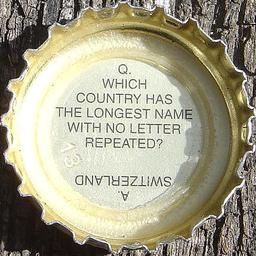 Q.
WHICH
COUNTRY HAS
THE LONGEST NAME
WITH NO LETTER
REPEATED?
A
SWITZERLAND